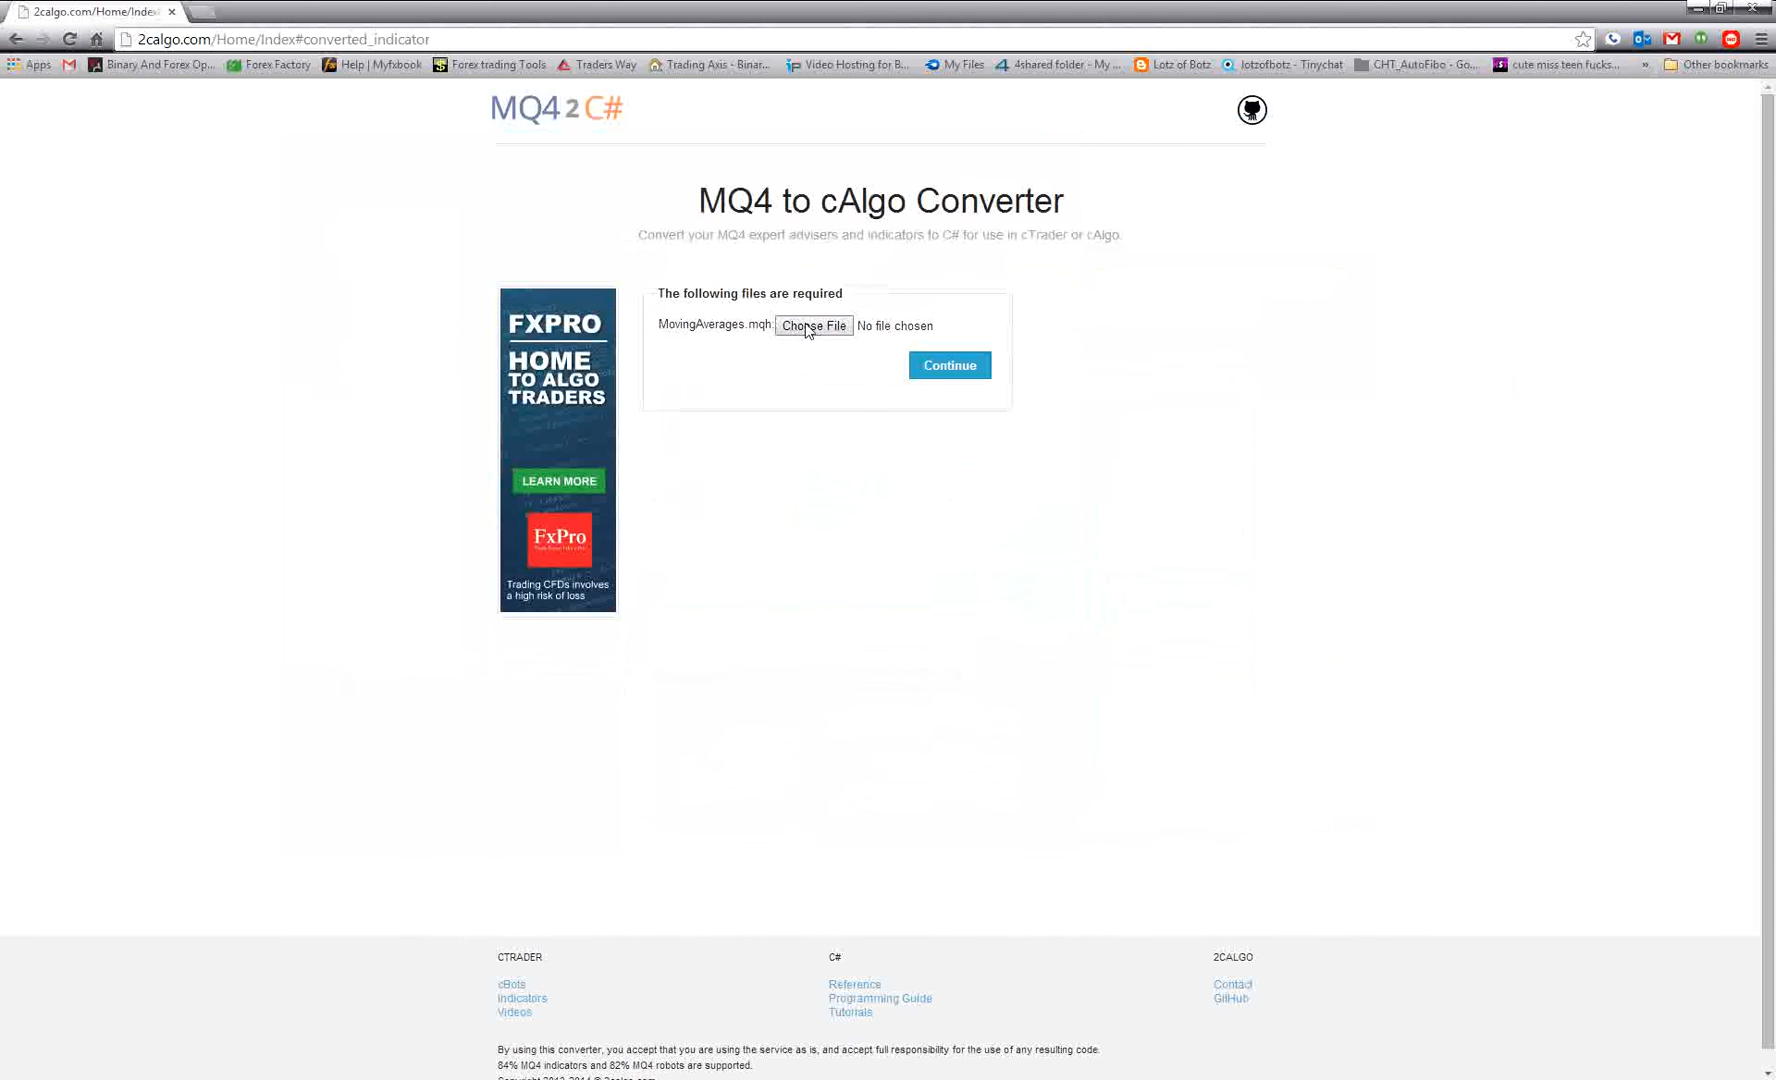 2calgo.com/Home/Index
2calgo.com/Home/Index#converted_indicator
Apps
Binary And Forex Op...
Forex Factory
Help | Myfxbook
Forex trading Tools
Traders Way
Trading Axis - Binar...
Video Hosting for B...
My Files
4shared folder - My ...
Lotz of Botz
lotzofbotz - Tinychat
CHT_AutoFibo - Go...
cute miss teen fucks...
»
Other bookmarks
MQ4 2 C#
MQ4 to cAlgo Converter
Convert your MQ4 expert advisers and indicators to C# for use in cTrader or cAlgo.
FXPRO
HOME
TO ALGO
TRADERS
LEARN MORE
FxPro
Trading CFDs involves
a high risk of loss
The following files are required
MovingAverages.mqh: Choose File No file chosen
Continue
CTRADER
cBots
Indicators
Videos
C#
Reference
Programming Guide
Tutorials
2CALGO
Contact
GitHub
By using this converter, you accept that you are using the service as is, and accept full responsibility for the use of any resulting code.
84% MQ4 indicators and 82% MQ4 robots are supported.